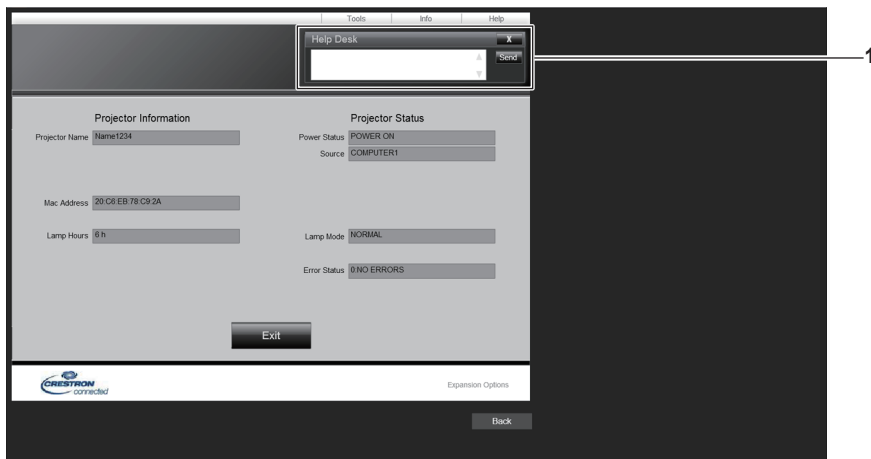 Tools Info Help
Help Desk X
Send
1
Projector Information Projector Status
Projector Name Name1234 Power Status POWER ON
Source COMPUTER1
Mac Address 20:C6:EB:78:C9:2A
Lamp Hours 6 h Lamp Mode NORMAL
Error Status 0:NO ERRORS
Exit
CRESTRON
connected
Expansion Options
Back